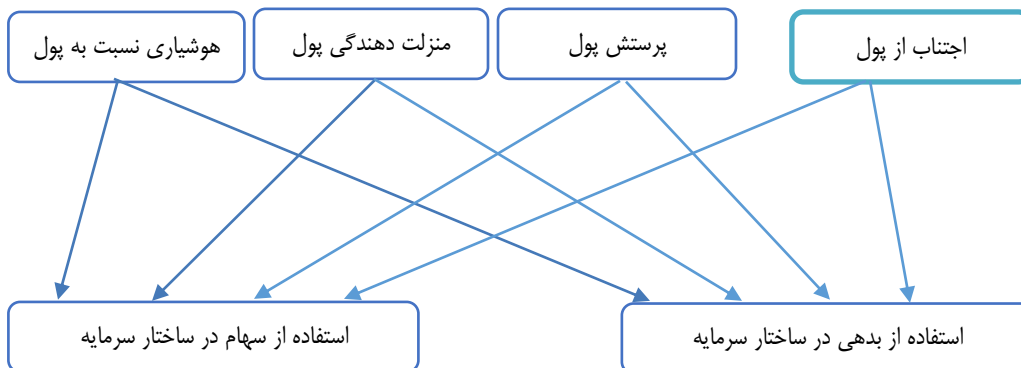 اجتناب از پول
پرستش پول
منزلت دهندگی پول
هوشیاری نسبت به پول
استفاده از بدهی در ساختار سرمایه
استفاده از سهام در ساختار سرمایه